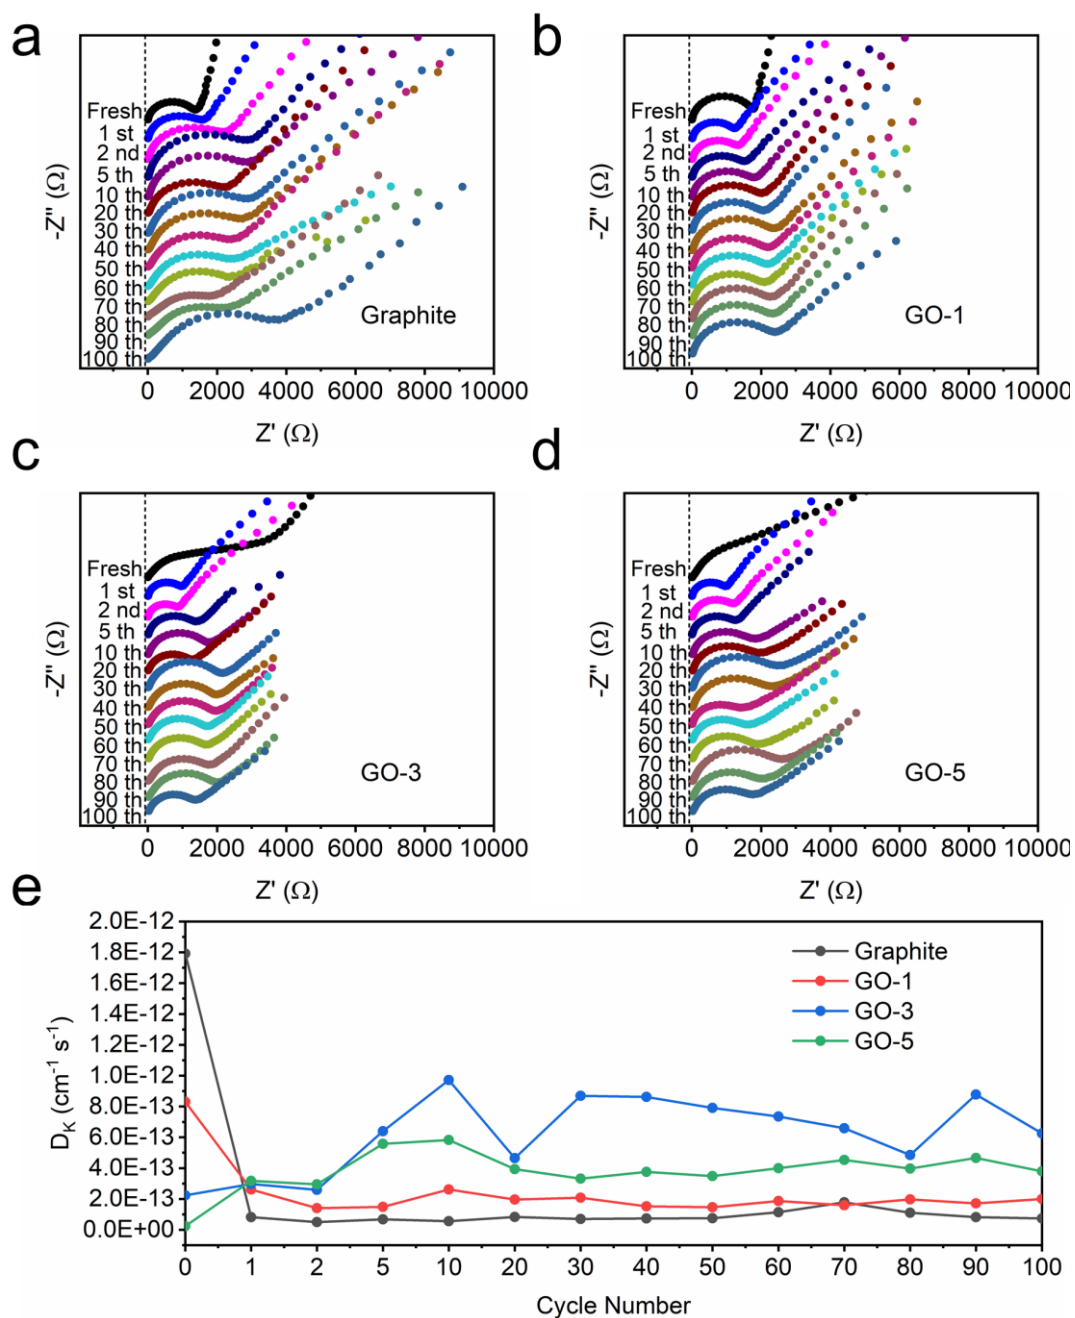 a
Fresh
1 st
2 nd
5 th
10 th
20 th
30 th
40 th
50 th
60 th
70 th
80 th
90 th
100 th
-Z" (Ω)
Graphite
0 2000 4000 6000 8000 10000
Z' (Ω)
b
Fresh
1 st
2 nd
5 th
10 th
20 th
30 th
40 th
50 th
60 th
70 th
80 th
90 th
100 th
-Z" (Ω)
GO-1
0 2000 4000 6000 8000 10000
Z' (Ω)
c
Fresh
1 st
2 nd
5 th
10 th
20 th
30 th
40 th
50 th
60 th
70 th
80 th
90 th
100 th
-Z" (Ω)
GO-3
0 2000 4000 6000 8000 10000
Z' (Ω)
d
Fresh
1 st
2 nd
5 th
10 th
20 th
30 th
40 th
50 th
60 th
70 th
80 th
90 th
100 th
-Z" (Ω)
GO-5
0 2000 4000 6000 8000 10000
Z' (Ω)
e
2.0E-12
1.8E-12
1.6E-12
1.4E-12
1.2E-12
1.0E-12
8.0E-13
6.0E-13
4.0E-13
2.0E-13
0.0E+00
D_K (cm⁻¹ s⁻¹)
Graphite
GO-1
GO-3
GO-5
0 1 2 5 10 20 30 40 50 60 70 80 90 100
Cycle Number